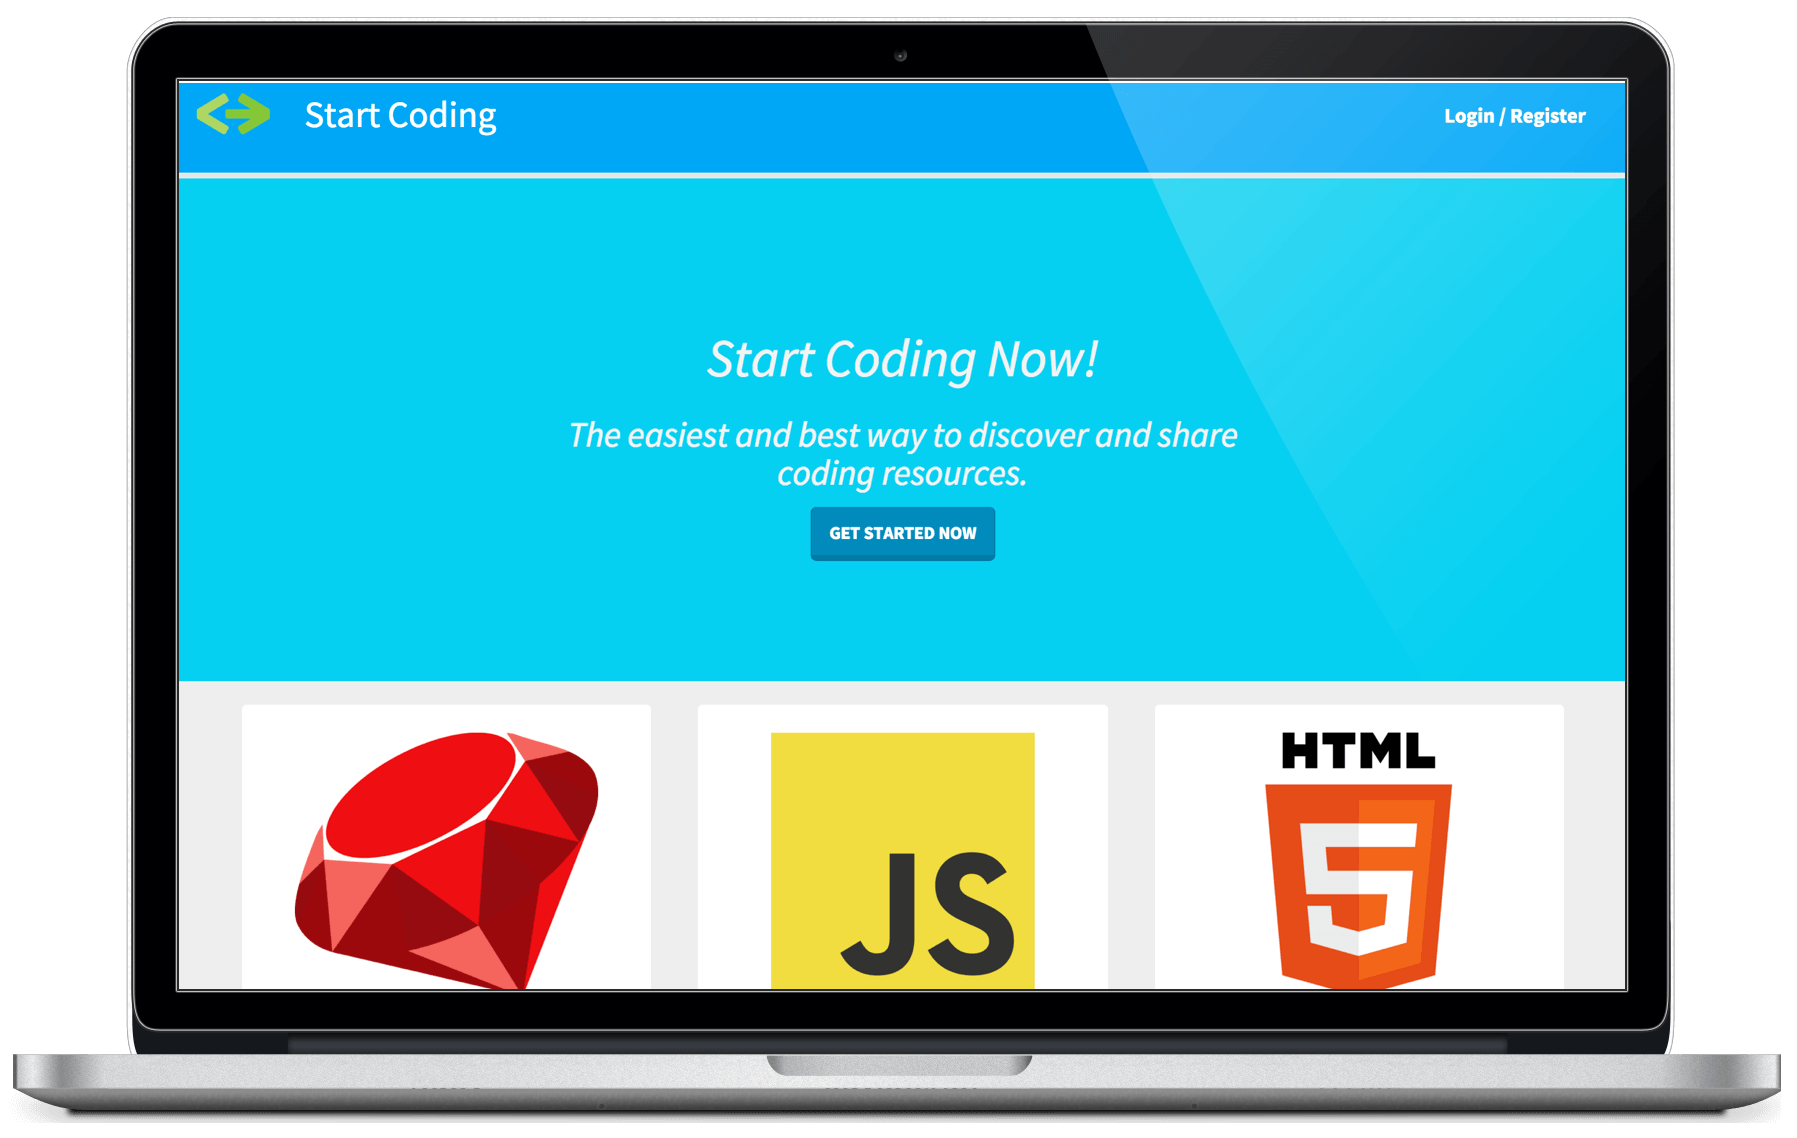 Start Coding
Login / Register
Start Coding Now!
The easiest and best way to discover and share
coding resources.
GET STARTED NOW
JS
HTML
5